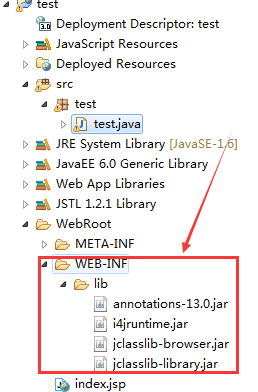 test
Deployment Descriptor: test
JavaScript Resources
Deployed Resources
src
test
test.java
JRE System Library [JavaSE-1.6]
JavaEE 6.0 Generic Library
Web App Libraries
JSTL 1.2.1 Library
WebRoot
META-INF
WEB-INF
lib
annotations-13.0.jar
i4jruntime.jar
jclasslib-browser.jar
jclasslib-library.jar
index.jsp